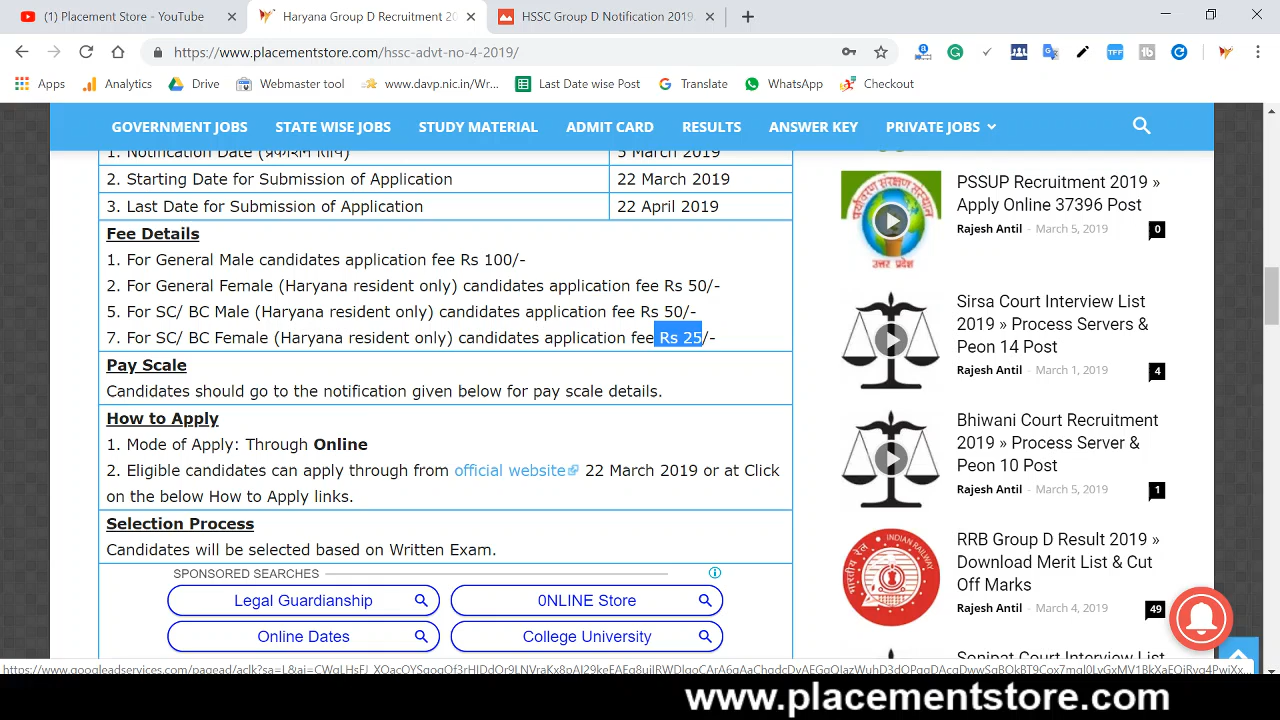 (1) Placement Store - YouTube
Haryana Group D Recruitment 20
HSSC Group D Notification 2019
https://www.placementstore.com/hssc-advt-no-4-2019/
Apps
Analytics
Drive
Webmaster tool
www.davp.nic.in/Wr...
Last Date wise Post
Translate
WhatsApp
Checkout
GOVERNMENT JOBS
STATE WISE JOBS
STUDY MATERIAL
ADMIT CARD
RESULTS
ANSWER KEY
PRIVATE JOBS
1. Notification Date
5 March 2019
2. Starting Date for Submission of Application
22 March 2019
3. Last Date for Submission of Application
22 April 2019
Fee Details
1. For General Male candidates application fee Rs 100/-
2. For General Female (Haryana resident only) candidates application fee Rs 50/-
5. For SC/ BC Male (Haryana resident only) candidates application fee Rs 50/-
7. For SC/ BC Female (Haryana resident only) candidates application fee Rs 25/-
Pay Scale
Candidates should go to the notification given below for pay scale details.
How to Apply
1. Mode of Apply: Through Online
2. Eligible candidates can apply through from official website 22 March 2019 or at Click
on the below How to Apply links.
Selection Process
Candidates will be selected based on Written Exam.
SPONSORED SEARCHES
Legal Guardianship
0NLINE Store
Online Dates
College University
उत्तर प्रदेश
PSSUP Recruitment 2019 »
Apply Online 37396 Post
Rajesh Antil - March 5, 2019
0
Sirsa Court Interview List
2019 » Process Servers &
Peon 14 Post
Rajesh Antil - March 1, 2019
4
Bhiwani Court Recruitment
2019 » Process Server &
Peon 10 Post
Rajesh Antil - March 5, 2019
1
INDIAN RAILWAY
भारतीय रेल
RRB Group D Result 2019 »
Download Merit List & Cut
Off Marks
Rajesh Antil - March 4, 2019
49
Sonipat Court Interview List
www.placementstore.com